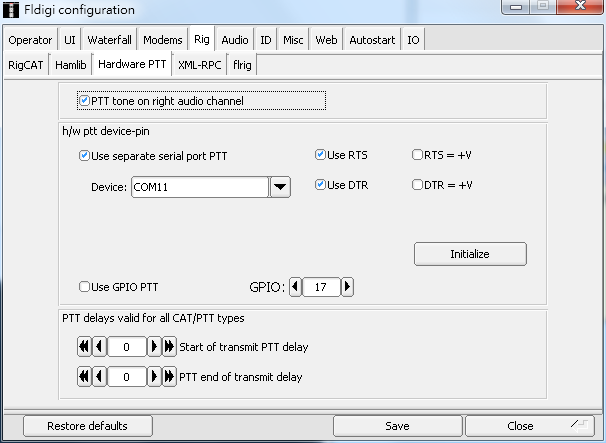 Fldigi configuration
Operator UI Waterfall Modems Rig Audio ID Misc Web Autostart IO
RigCAT Hamlib Hardware PTT XML-RPC flrig
PTT tone on right audio channel
h/w ptt device-pin
Use separate serial port PTT Use RTS RTS = +V
Device: COM11 Use DTR DTR = +V
Initialize
Use GPIO PTT GPIO: 17
PTT delays valid for all CAT/PTT types
0 Start of transmit PTT delay
0 PTT end of transmit delay
Restore defaults Save Close